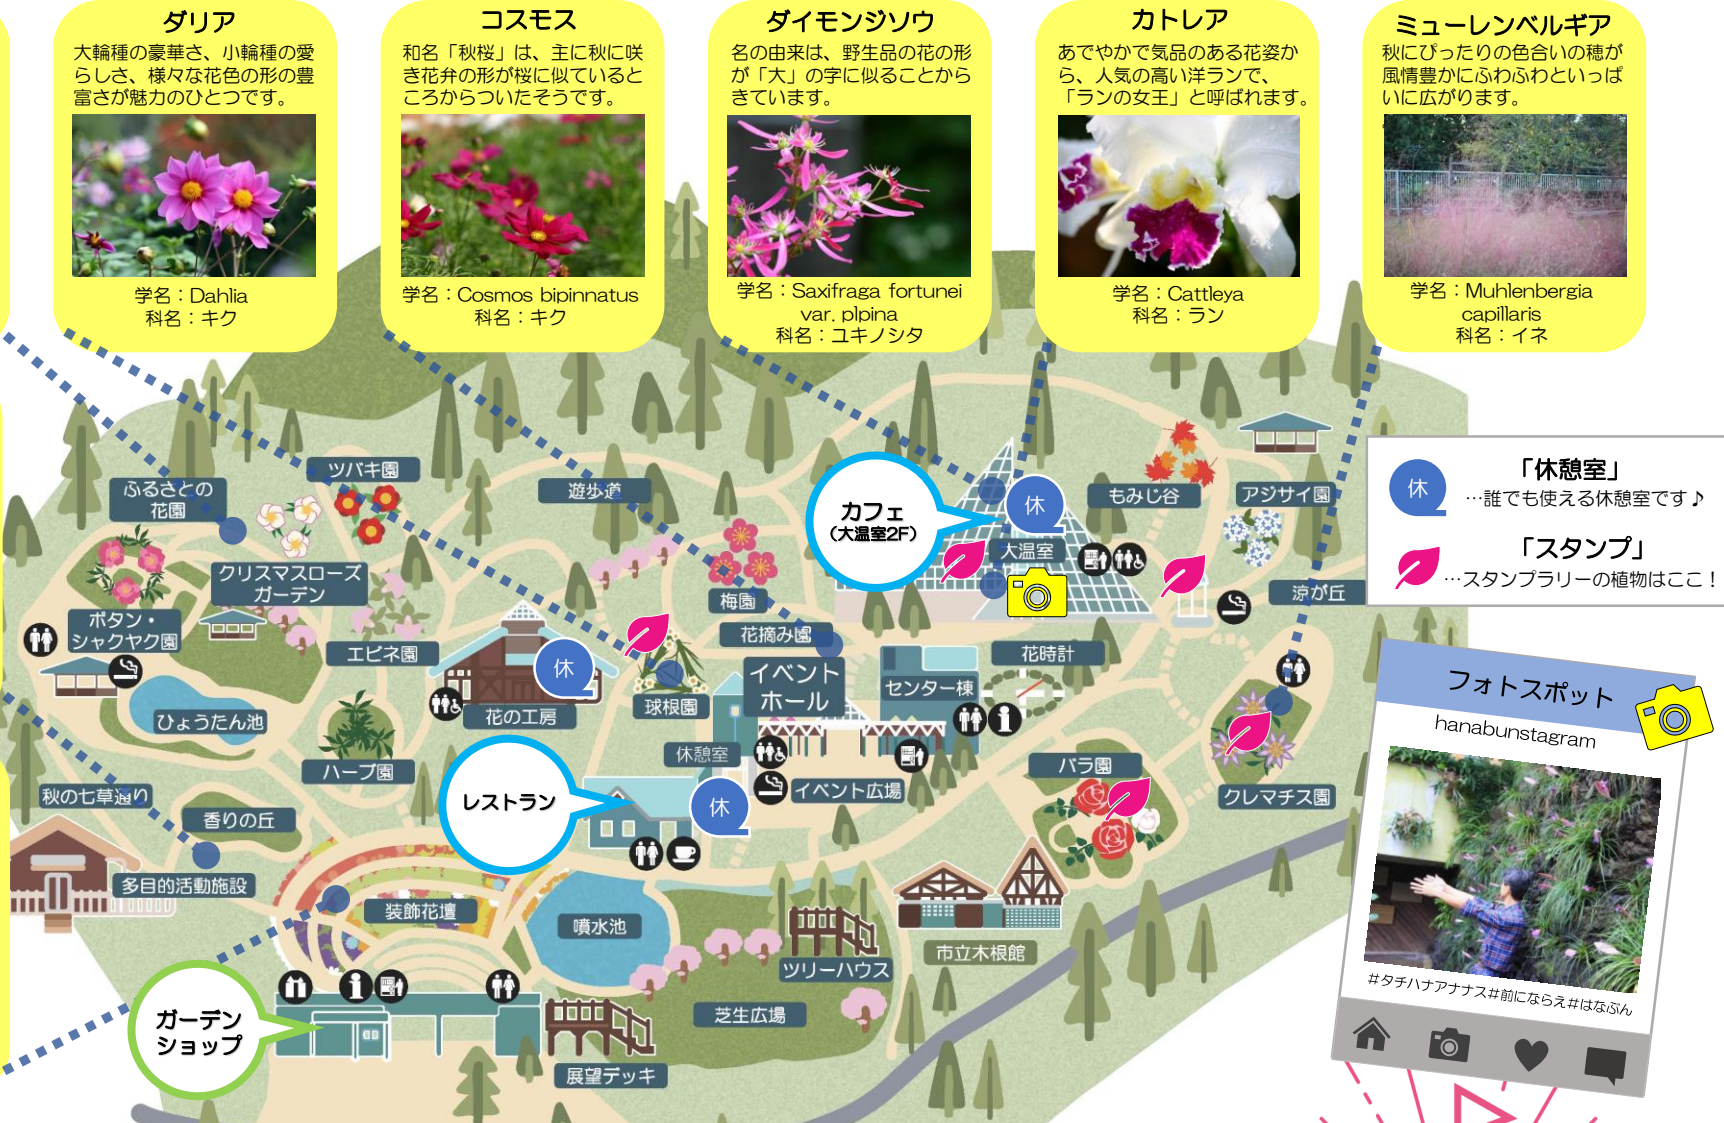 ダリア
大輪種の豪華さ、小輪種の愛
らしさ、様々な花色の形の豊
富さが魅力のひとつです。
学名：Dahlia
科名：キク
コスモス
和名「秋桜」は、主に秋に咲
き花弁の形が桜に似ていると
ころからついたそうです。
学名：Cosmos bipinnatus
科名：キク
ダイモンジソウ
名の由来は、野生品の花の形
が「大」の字に似ることから
きています。
学名：Saxifraga fortunei
var. plpina
科名：ユキノシタ
カトレア
あでやかで気品のある花姿か
ら、人気の高い洋ランで、
「ランの女王」と呼ばれます。
学名：Cattleya
科名：ラン
ミューレンベルギア
秋にぴったりの色合いの穂が
風情豊かにふわふわといっぱ
いに広がります。
学名：Muhlenbergia
capillaris
科名：イネ
ツバキ園
ふるさとの
花園
遊歩道
カフェ
（大温室2F）
休
大温室
もみじ谷
アジサイ園
「休憩室」
休
…誰でも使える休憩室です♪
「スタンプ」
…スタンプラリーの植物はここ！
クリスマスローズ
ガーデン
梅園
涼が丘
ボタン・
シャクヤク園
エビネ園
花摘み園
花時計
休
イベント
ホール
センター棟
ひょうたん池
花の工房
球根園
ハーブ園
休憩室
バラ園
レストラン
休
イベント広場
クレマチス園
秋の七草通り
香りの丘
多目的活動施設
装飾花壇
噴水池
ツリーハウス
市立木根館
芝生広場
ガーデン
ショップ
展望デッキ
フォトスポット
hanabunstagram
#タチハナアナナス#前にならえ#はなぶん